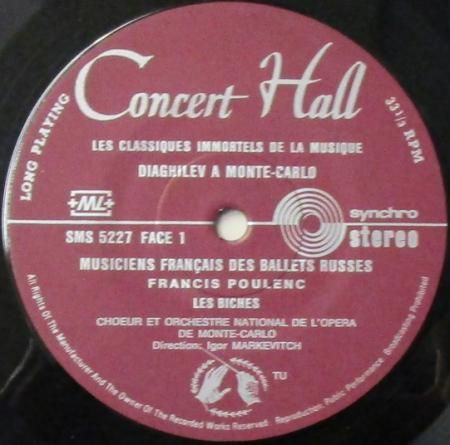 Concert Hall
LONG PLAYING
33 1/3 RPM
LES CLASSIQUES IMMORTELS DE LA MUSIQUE
DIAGHILEV A MONTE-CARLO
+ML+
synchro
stereo
SMS 5227 FACE 1
MUSICIENS FRANÇAIS DES BALLETS RUSSES
FRANCIS POULENC
LES BICHES
CHOEUR ET ORCHESTRE NATIONAL DE L'OPERA
DE MONTE-CARLO
Direction: Igor MARKEVITCH
TU
All Rights Of The Manufacturer And Owner Of The Recorded Works Reserved. Reproduction, Public Performance, Broadcasting Prohibited